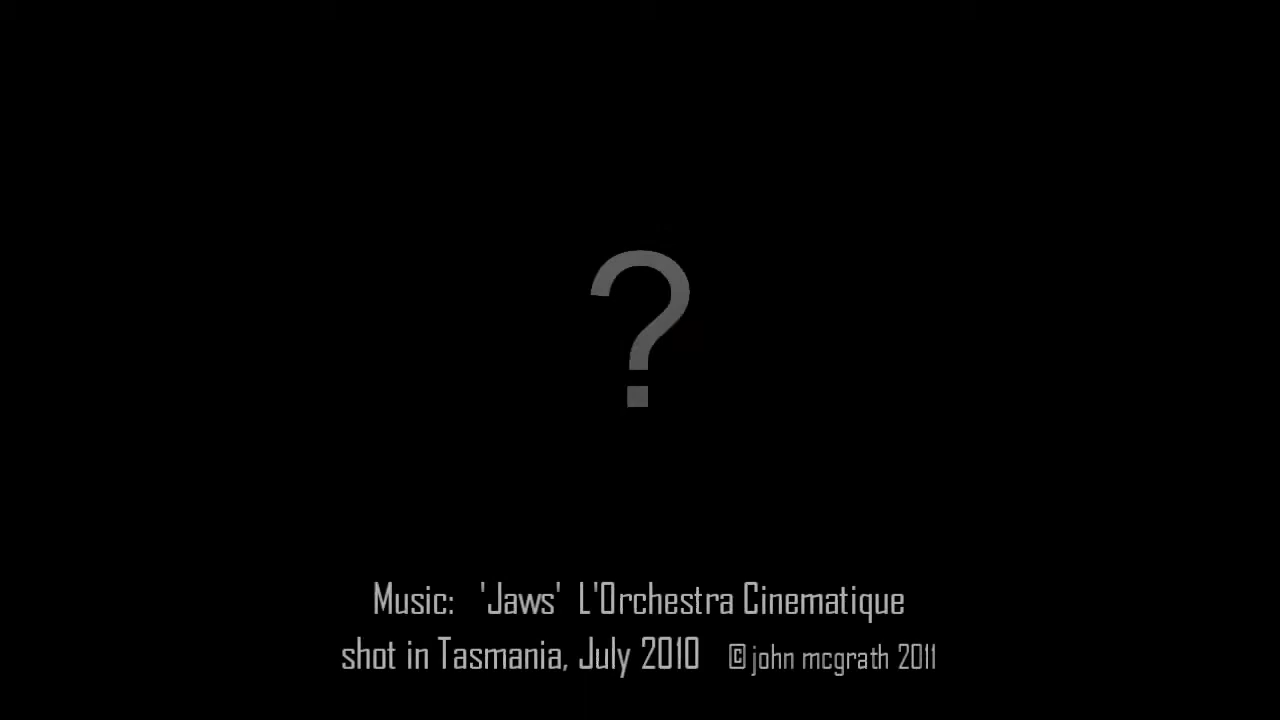 ?
Music: 'Jaws' L'Orchestra Cinematique
shot in Tasmania, July 2010 © john mcgrath 2011